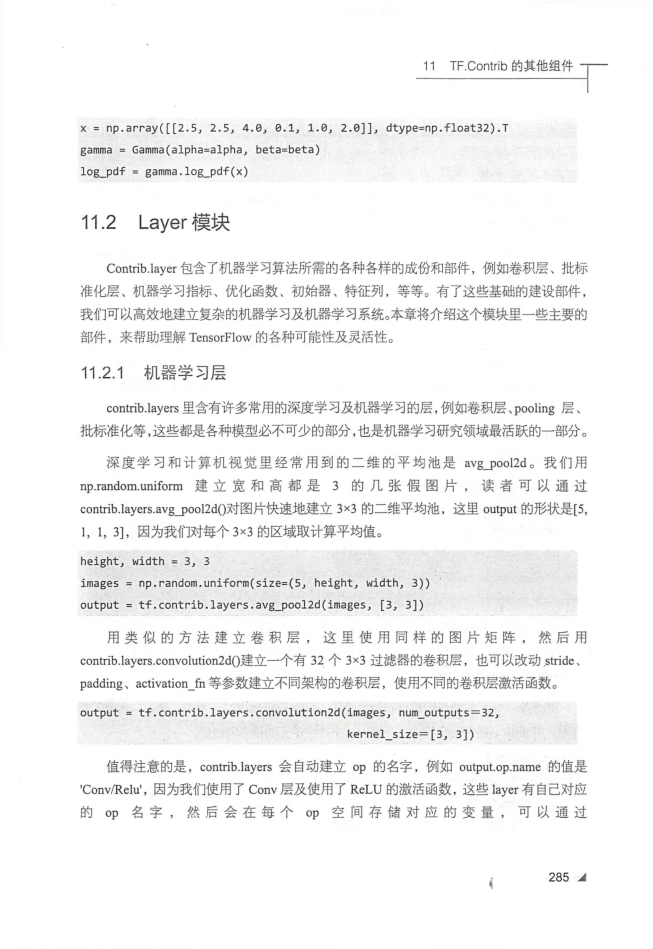 11 TF.Contrib 的其他组件
x = np.array([[2.5, 2.5, 4.0, 0.1, 1.0, 2.0]], dtype=np.float32).T
gamma = Gamma(alpha=alpha, beta=beta)
log_pdf = gamma.log_pdf(x)
11.2 Layer 模块
Contrib.layer 包含了机器学习算法所需的各种各样的成份和部件，例如卷积层、批标
准化层、机器学习指标、优化函数、初始器、特征列，等等。有了这些基础的建设部件，
我们可以高效地建立复杂的机器学习及机器学习系统。本章将介绍这个模块里一些主要的
部件，来帮助理解 TensorFlow 的各种可能性及灵活性。
11.2.1 机器学习层
contrib.layers 里含有许多常用的深度学习及机器学习的层，例如卷积层、pooling 层、
批标准化等，这些都是各种模型必不可少的部分，也是机器学习研究领域最活跃的一部分。
深度学习和计算机视觉里经常用到的二维的平均池是 avg_pool2d。我们用
np.random.uniform 建立宽和高都是 3 的几张假图片，读者可以通过
contrib.layers.avg_pool2d()对图片快速地建立 3×3 的二维平均池，这里 output 的形状是[5,
1, 1, 3]，因为我们对每个 3×3 的区域取计算平均值。
height, width = 3, 3
images = np.random.uniform(size=(5, height, width, 3))
output = tf.contrib.layers.avg_pool2d(images, [3, 3])
用类似的方法建立卷积层，这里使用同样的图片矩阵，然后用
contrib.layers.convolution2d()建立一个有 32 个 3×3 过滤器的卷积层，也可以改动 stride、
padding、activation_fn 等参数建立不同架构的卷积层，使用不同的卷积层激活函数。
output = tf.contrib.layers.convolution2d(images, num_outputs=32,
kernel_size=[3, 3])
值得注意的是，contrib.layers 会自动建立 op 的名字，例如 output.op.name 的值是
'Conv/Relu'，因为我们使用了 Conv 层及使用了 ReLU 的激活函数，这些 layer 有自己对应
的 op 名字，然后会在每个 op 空间存储对应的变量，可以通过
285